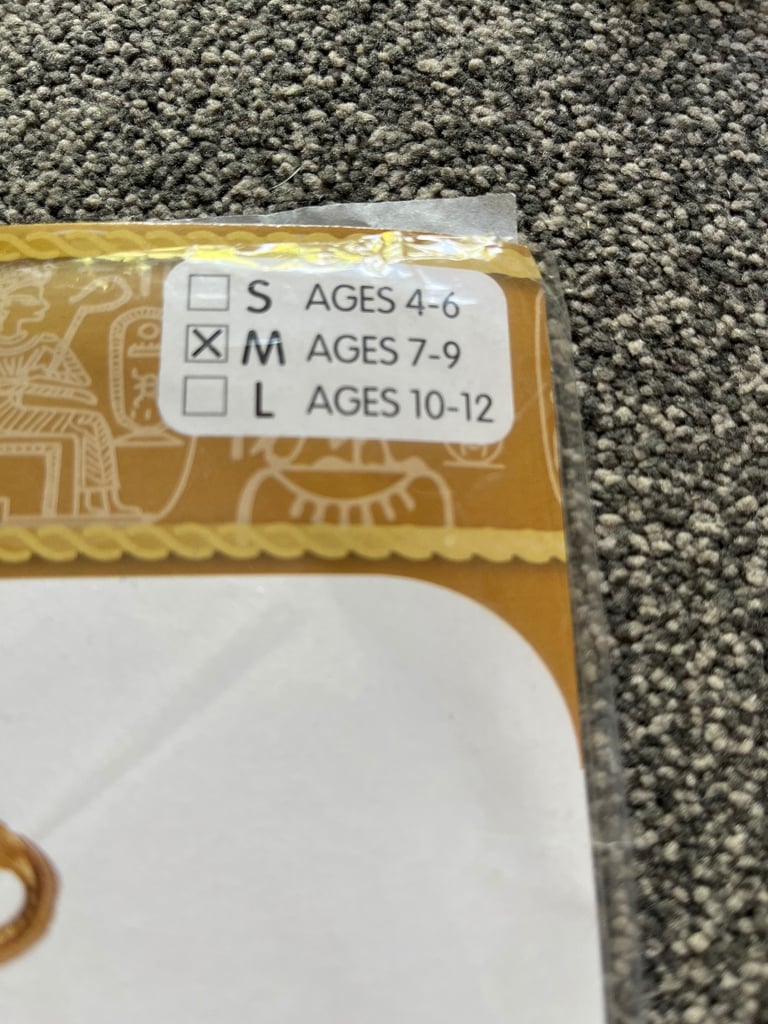 S AGES 4-6
M AGES 7-9
L AGES 10-12